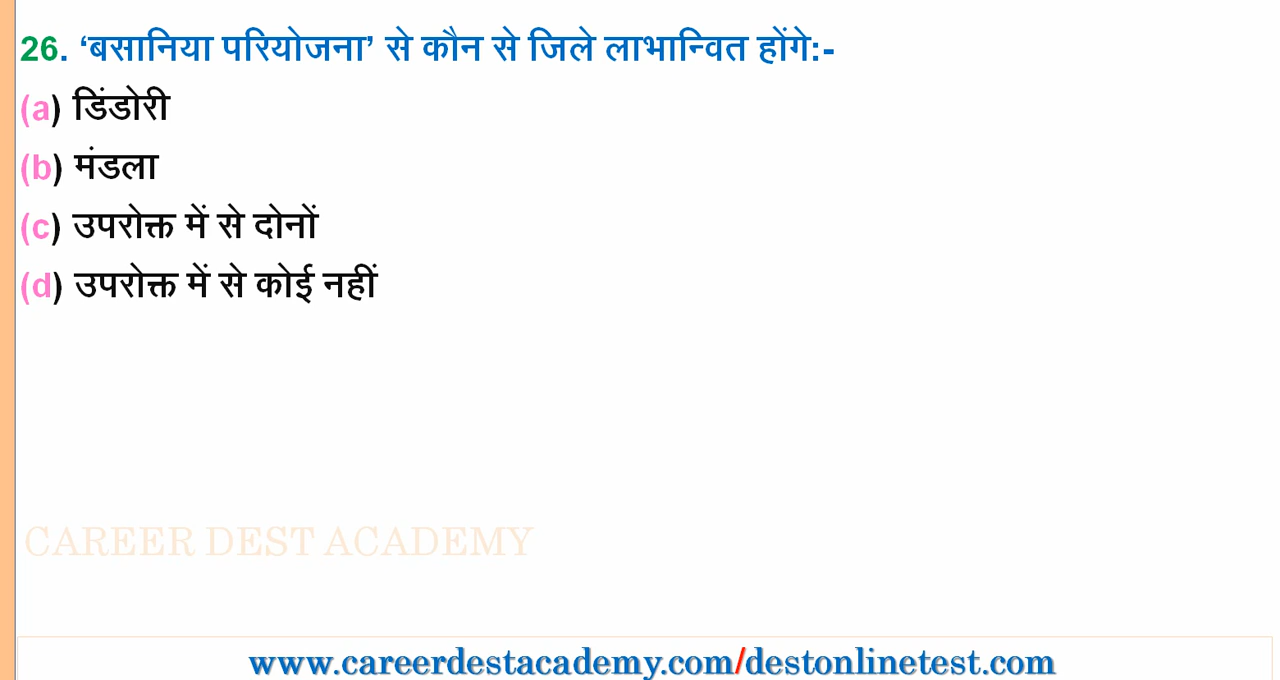 26. ‘बसानिया परियोजना’ से कौन से जिले लाभान्वित होंगे:-
(a) डिंडोरी
(b) मंडला
(c) उपरोक्त में से दोनों
(d) उपरोक्त में से कोई नहीं
CAREER DEST ACADEMY
www.careerdestacademy.com/destonlinetest.com